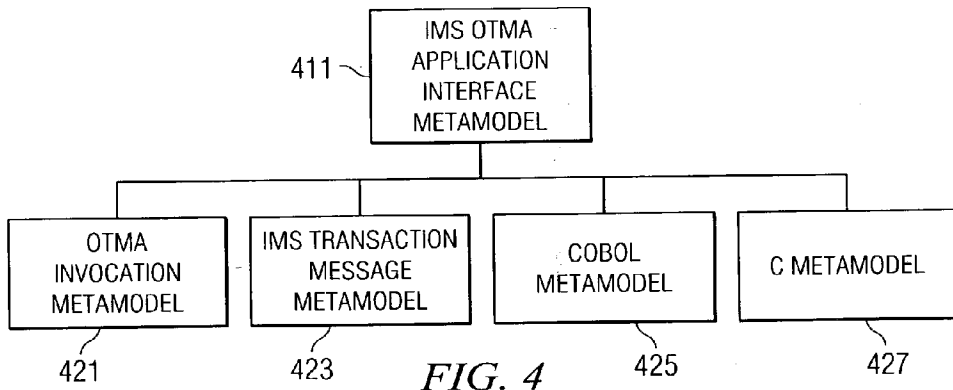 IMS OTMA
APPLICATION
INTERFACE
METAMODEL
411
OTMA
INVOCATION
METAMODEL
IMS TRANSACTION
MESSAGE
METAMODEL
COBOL
METAMODEL
C METAMODEL
421
423
425
427
FIG. 4